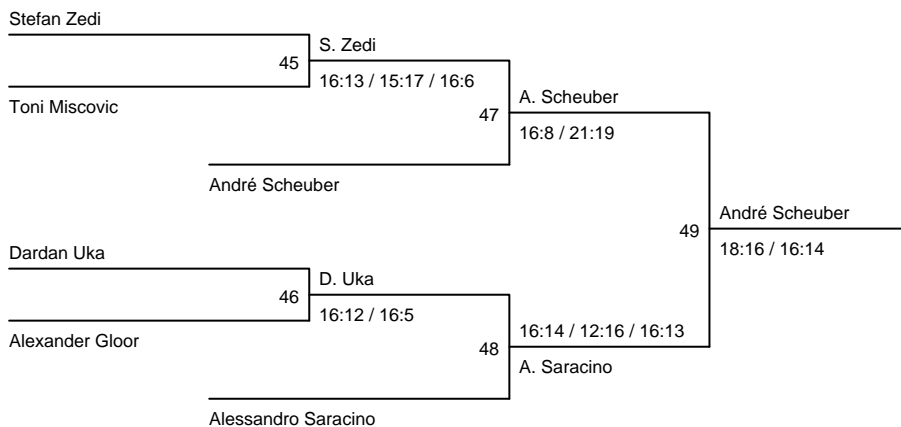 Stefan Zedi
45
S. Zedi
16:13 / 15:17 / 16:6
Toni Miscovic
47
A. Scheuber
16:8 / 21:19
André Scheuber
49
André Scheuber
18:16 / 16:14
Dardan Uka
46
D. Uka
16:12 / 16:5
Alexander Gloor
48
16:14 / 12:16 / 16:13
A. Saracino
Alessandro Saracino